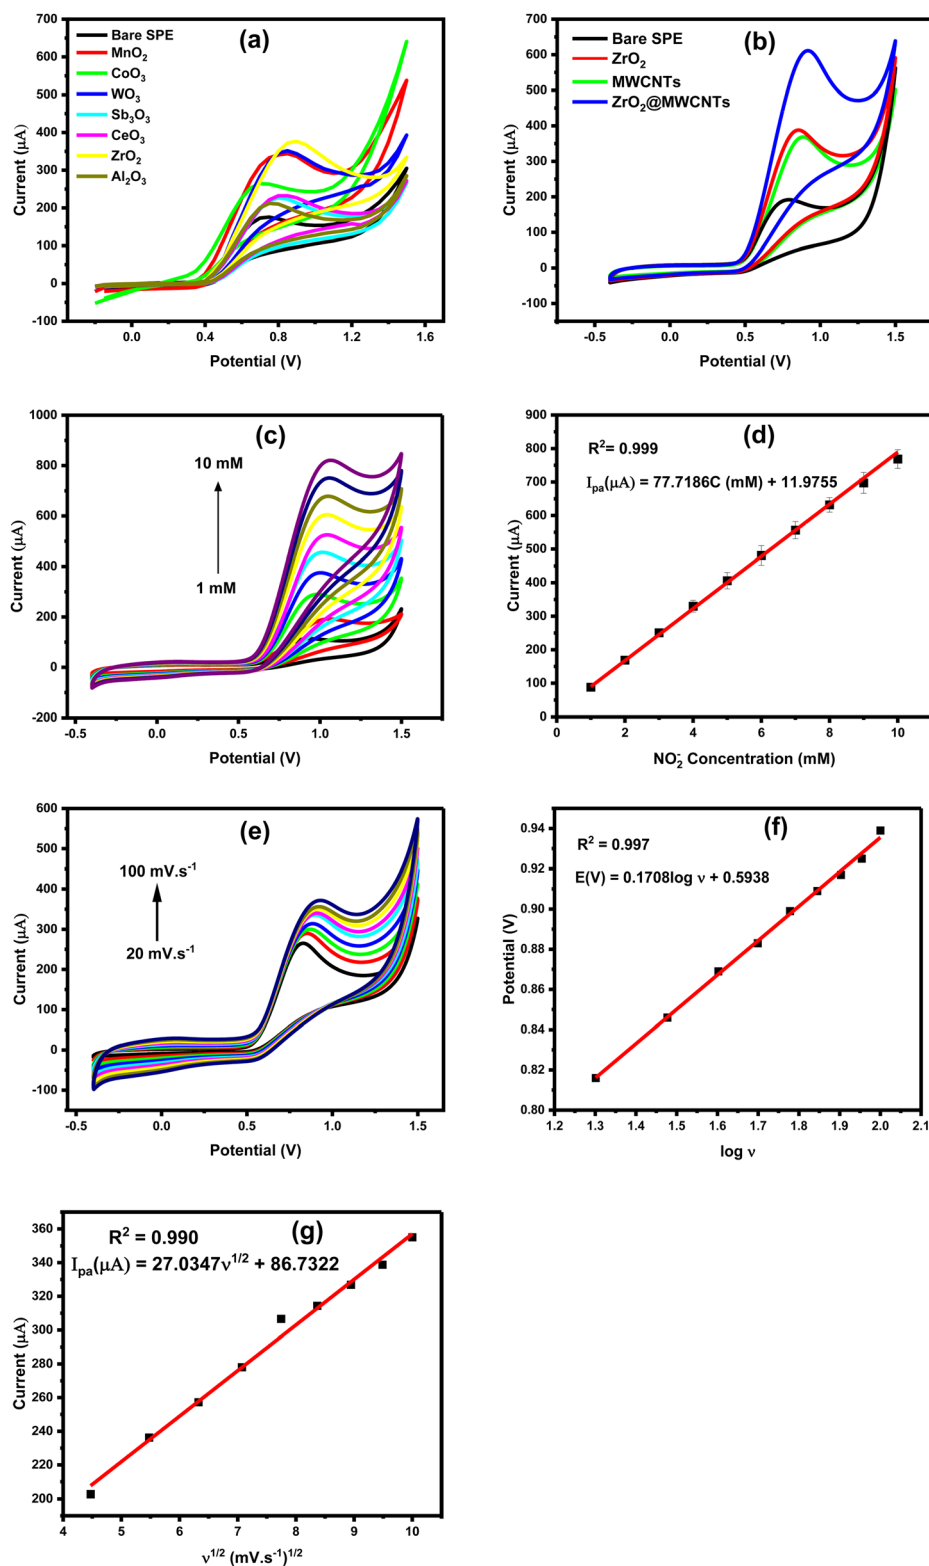 (a)
Bare SPE
MnO₂
CoO₃
WO₃
Sb₃O₃
CeO₃
ZrO₂
Al₂O₃
700
600
500
400
300
200
100
0
-100
Current (μA)
0.0 0.4 0.8 1.2 1.6
Potential (V)
(b)
Bare SPE
ZrO₂
MWCNTs
ZrO₂@MWCNTs
700
600
500
400
300
200
100
0
-100
Current (μA)
-0.5 0.0 0.5 1.0 1.5
Potential (V)
(c)
10 mM
1 mM
1000
800
600
400
200
0
-200
Current (μA)
-0.5 0.0 0.5 1.0 1.5
Potential (V)
(d)
R²= 0.999
Iₚₐ(μA) = 77.7186C (mM) + 11.9755
900
800
700
600
500
400
300
200
100
0
Current (μA)
2 4 6 8 10
NO₂⁻ Concentration (mM)
(e)
100 mV.s⁻¹
20 mV.s⁻¹
600
500
400
300
200
100
0
-100
Current (μA)
-0.5 0.0 0.5 1.0 1.5
Potential (V)
(f)
R² = 0.997
E(V) = 0.1708log ν + 0.5938
0.94
0.92
0.90
0.88
0.86
0.84
0.82
0.80
Potential (V)
1.2 1.3 1.4 1.5 1.6 1.7 1.8 1.9 2.0 2.1
log ν
(g)
R² = 0.990
Iₚₐ(μA) = 27.0347ν¹/² + 86.7322
360
340
320
300
280
260
240
220
200
Current (μA)
4 5 6 7 8 9 10
ν¹/² (mV.s⁻¹)¹/²